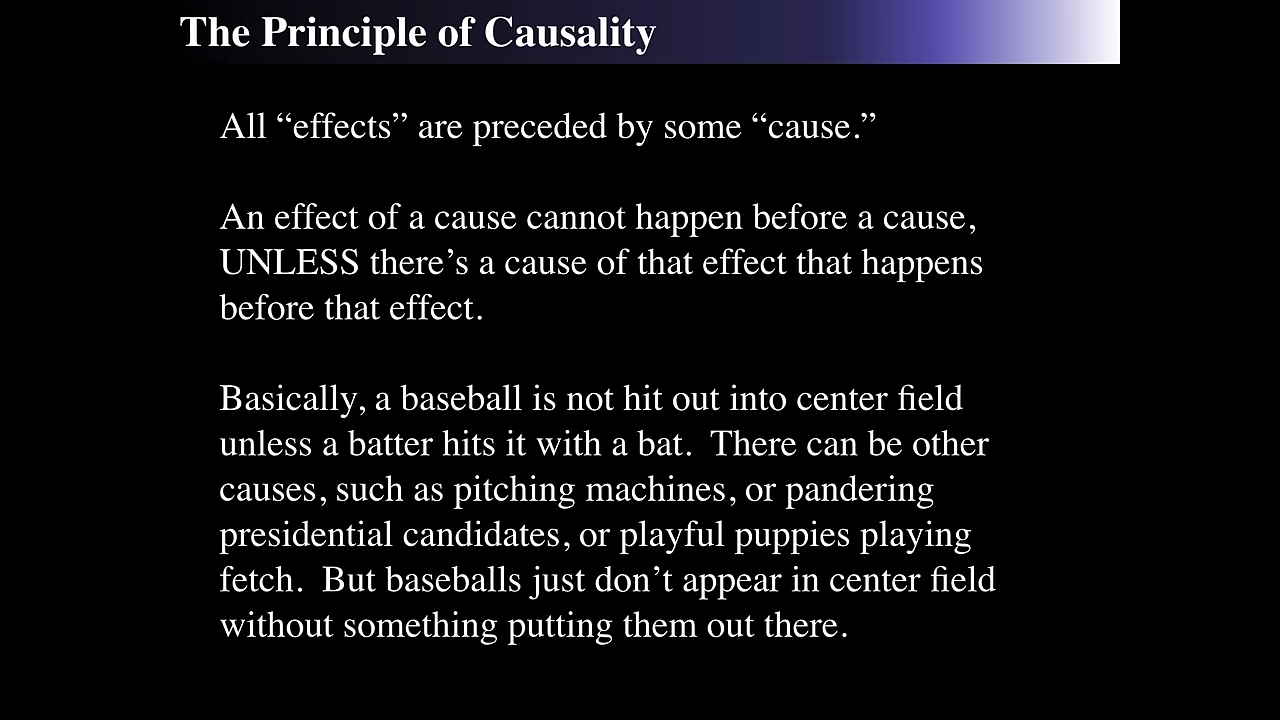 The Principle of Causality
All “effects” are preceded by some “cause.”
An effect of a cause cannot happen before a cause,
UNLESS there’s a cause of that effect that happens
before that effect.
Basically, a baseball is not hit out into center field
unless a batter hits it with a bat.  There can be other
causes, such as pitching machines, or pandering
presidential candidates, or playful puppies playing
fetch.  But baseballs just don’t appear in center field
without something putting them out there.